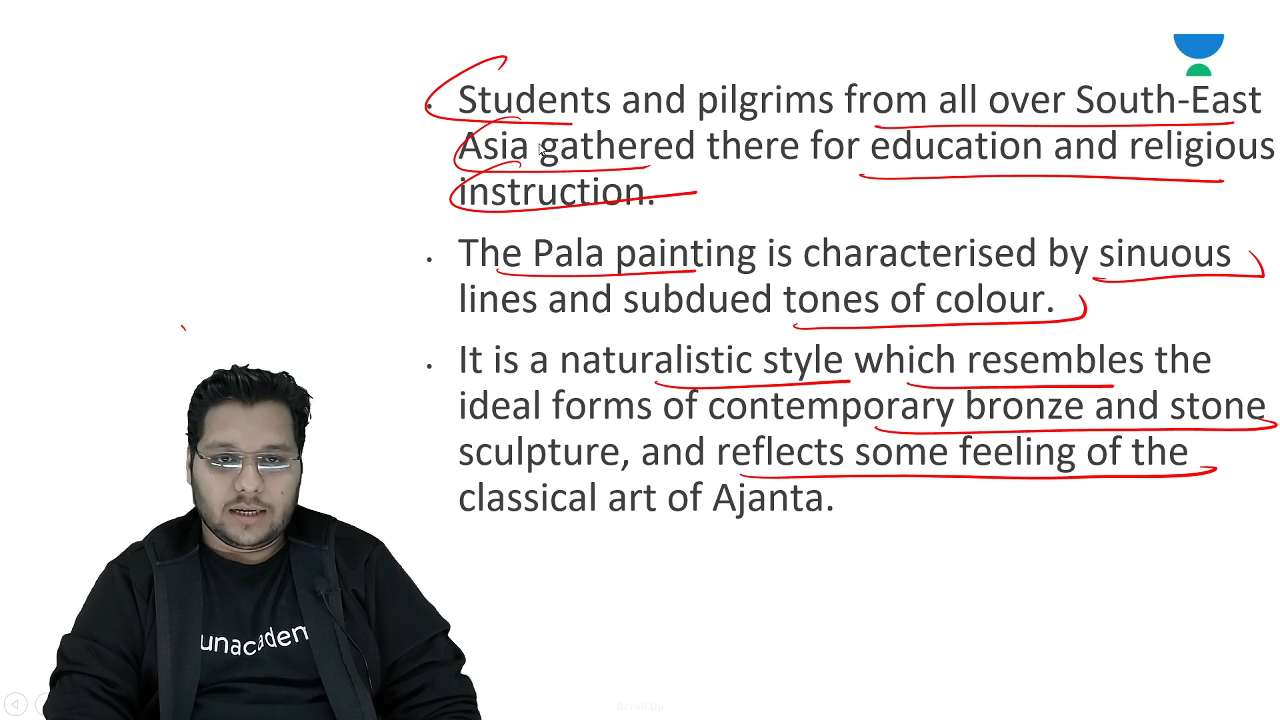 Students and pilgrims from all over South-East
Asia gathered there for education and religious
instruction.
The Pala painting is characterised by sinuous
lines and subdued tones of colour.
It is a naturalistic style which resembles the
ideal forms of contemporary bronze and stone
sculpture, and reflects some feeling of the
classical art of Ajanta.
unacadem
Scroll Up